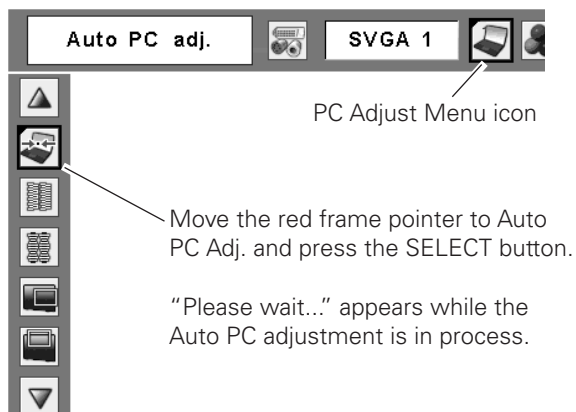 Auto PC adj.
SVGA 1
PC Adjust Menu icon
Move the red frame pointer to Auto
PC Adj. and press the SELECT button.
“Please wait...” appears while the
Auto PC adjustment is in process.